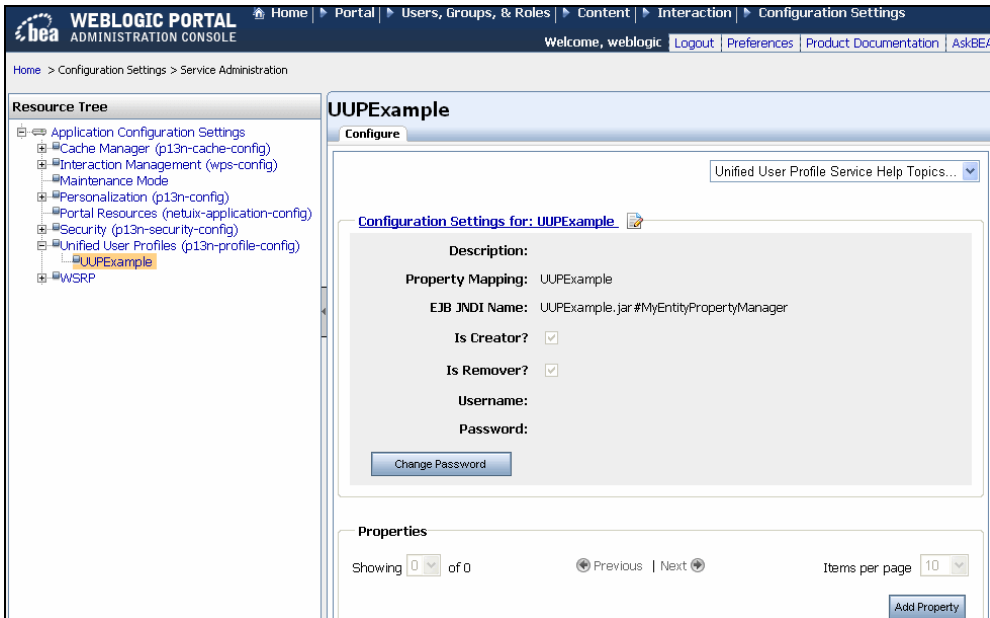 bea WEBLOGIC PORTAL
ADMINISTRATION CONSOLE
Home | Portal | Users, Groups, & Roles | Content | Interaction | Configuration Settings
Welcome, weblogic Logout Preferences Product Documentation AskBEA
Home > Configuration Settings > Service Administration
Resource Tree
Application Configuration Settings
Cache Manager (p13n-cache-config)
Interaction Management (wps-config)
Maintenance Mode
Personalization (p13n-config)
Portal Resources (netuix-application-config)
Security (p13n-security-config)
Unified User Profiles (p13n-profile-config)
UUPExample
WSRP
UUPExample
Configure
Unified User Profile Service Help Topics...
Configuration Settings for: UUPExample
Description:
Property Mapping: UUPExample
EJB JNDI Name: UUPExample.jar#MyEntityPropertyManager
Is Creator?
Is Remover?
Username:
Password:
Change Password
Properties
Showing 0 of 0 Previous | Next Items per page 10
Add Property